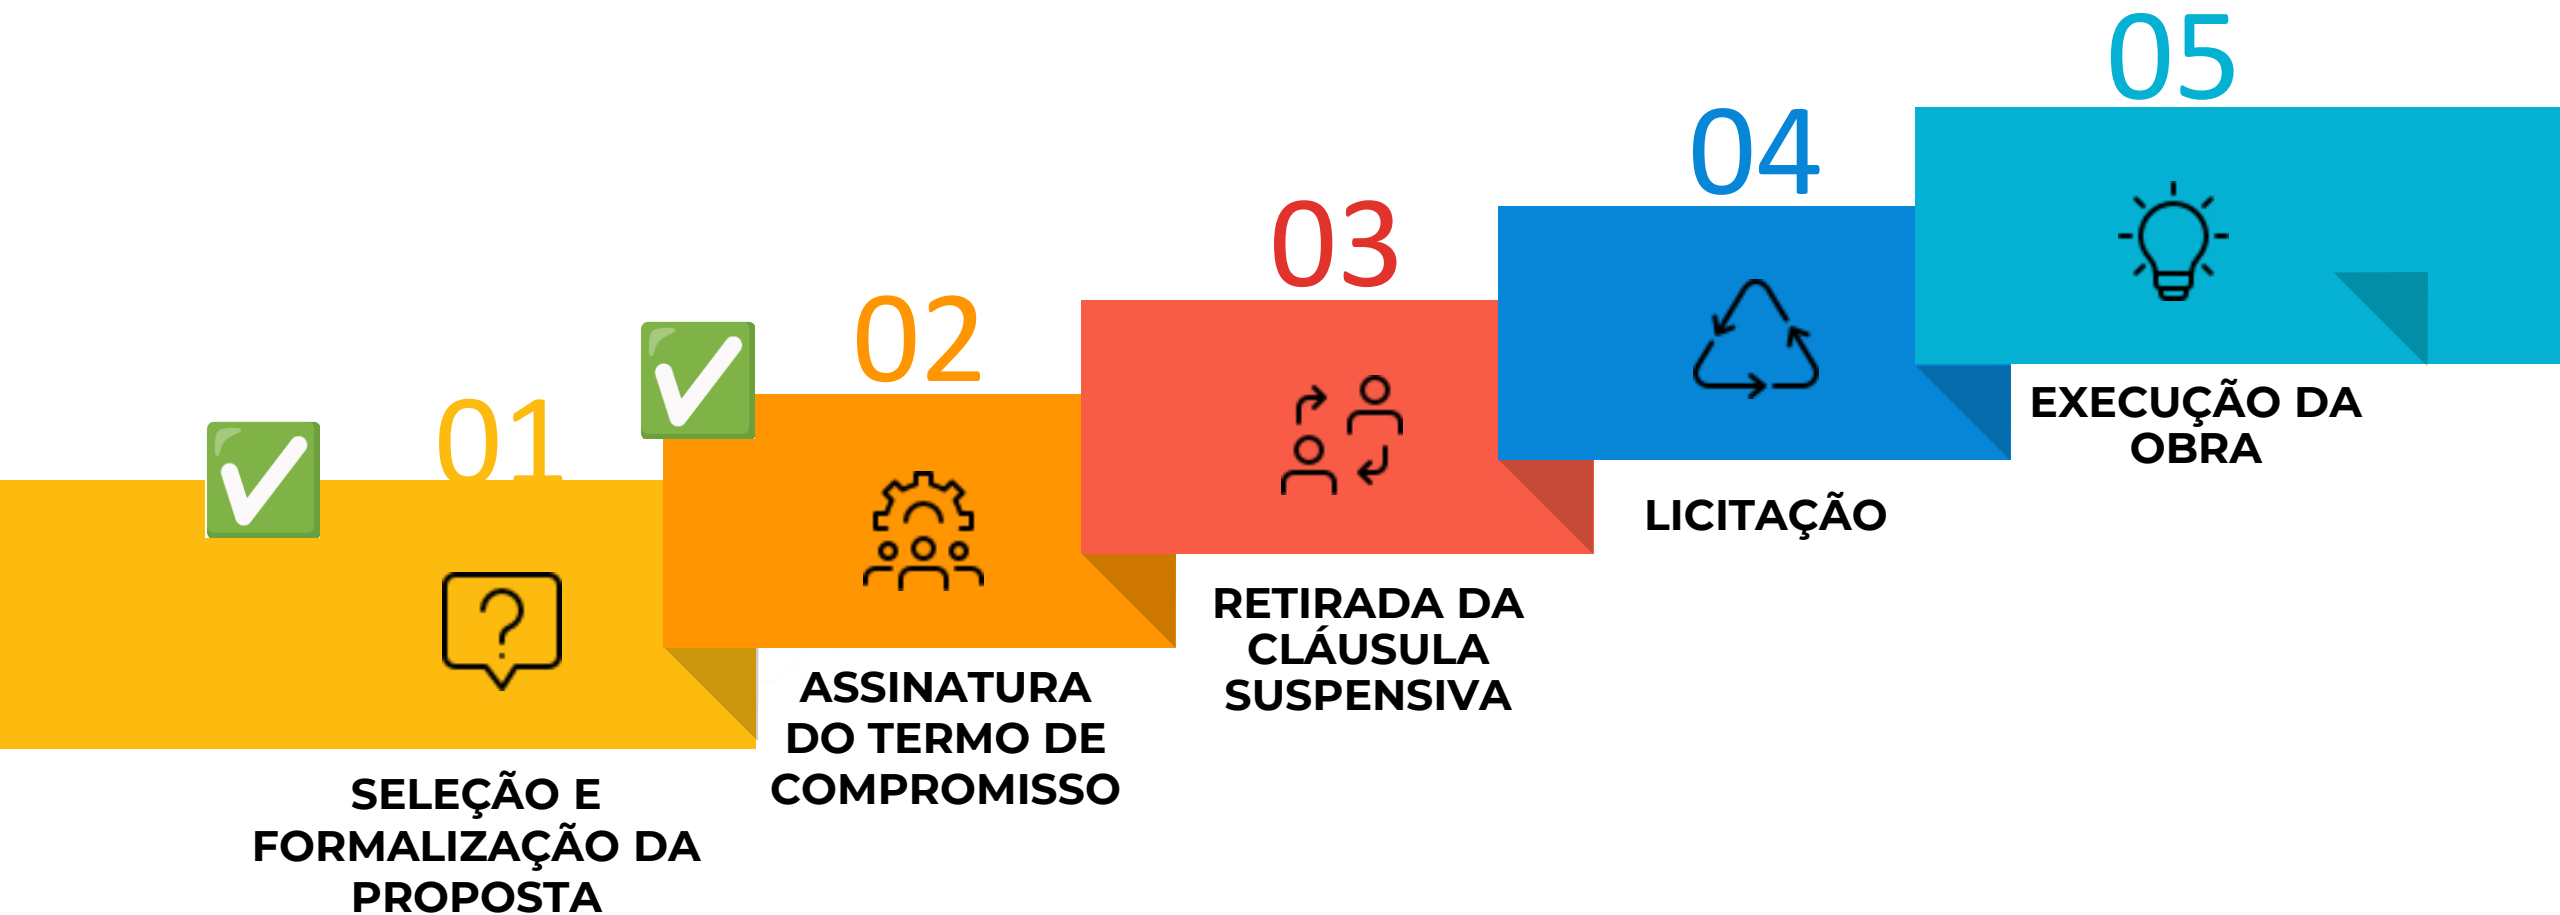 01
SELEÇÃO E
FORMALIZAÇÃO DA
PROPOSTA
02
ASSINATURA
DO TERMO DE
COMPROMISSO
03
RETIRADA DA
CLÁUSULA
SUSPENSIVA
04
LICITAÇÃO
05
EXECUÇÃO DA
OBRA